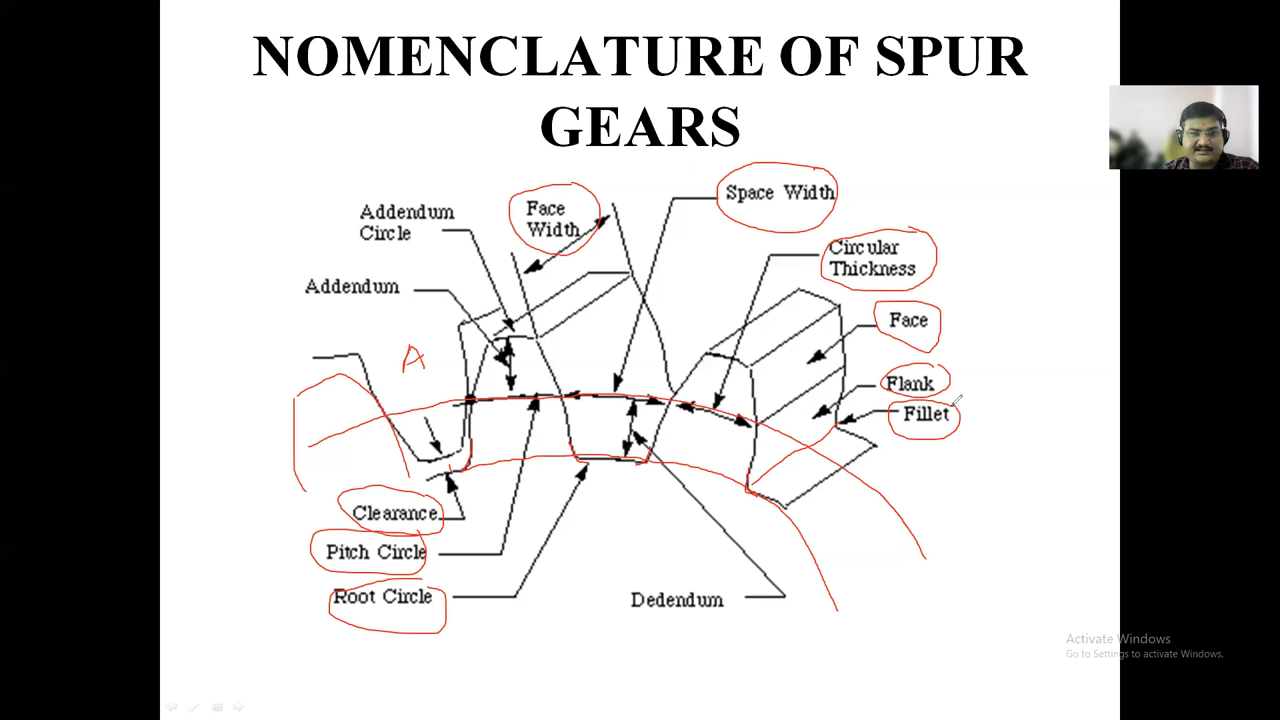 NOMENCLATURE OF SPUR
GEARS
Space Width
Face
Width
Addendum
Circle
Circular
Thickness
Addendum
Face
A
Flank
Fillet
Clearance
Pitch Circle
Root Circle
Dedendum
Activate Windows
Go to Settings to activate Windows.